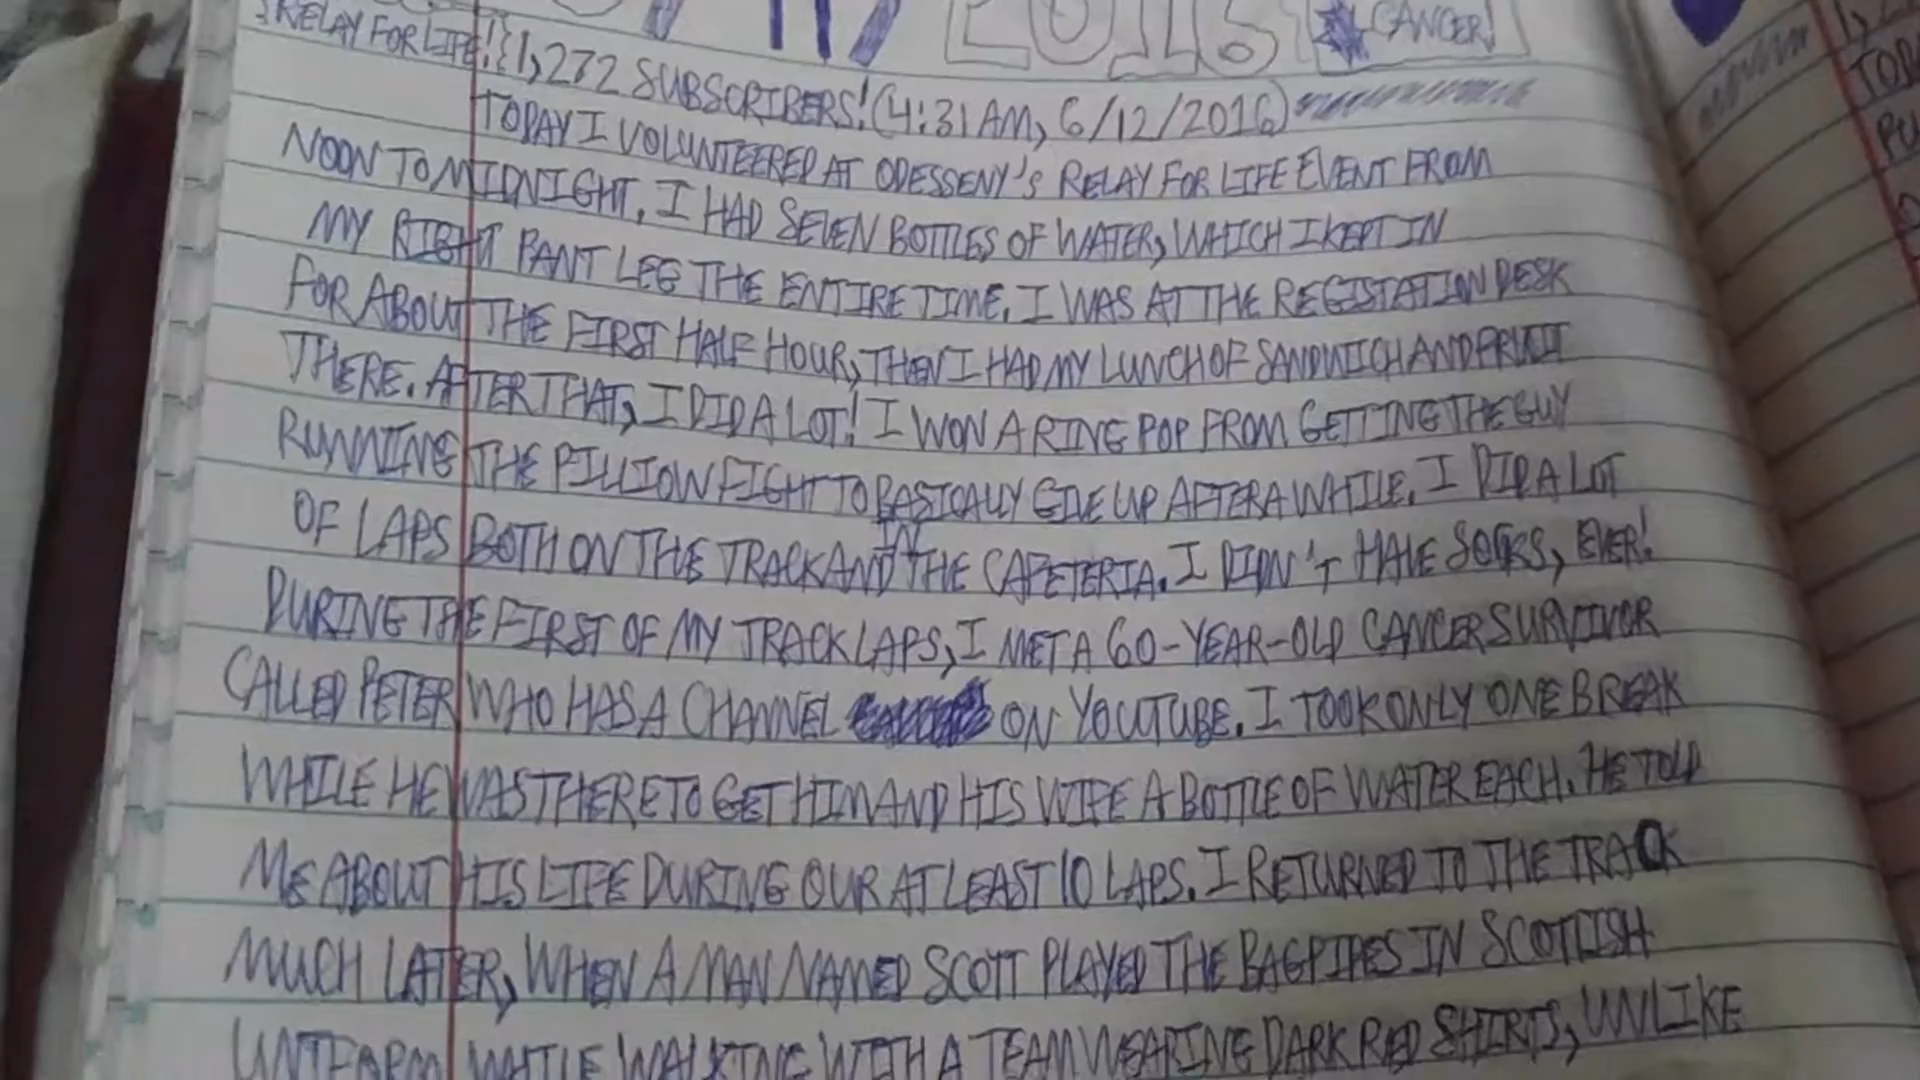 /11/2016 CANCER!
RELAY FOR LIFE! 1,272 SUBSCRIBERS! (4:31 AM, 6/12/2016)
TODAY I VOLUNTEERED AT ODESSENY'S RELAY FOR LIFE EVENT FROM
NOON TO MIDNIGHT. I HAD SEVEN BOTTLES OF WATER, WHICH I KEPT IN
MY RIGHT PANT LEG THE ENTIRE TIME. I WAS AT THE REGISTATION DESK
FOR ABOUT THE FIRST HALF HOUR, THEN I HAD MY LUNCH OF SANDWICH AND FRUIT
THERE. AFTER THAT, I DID A LOT! I WON A RING POP FROM GETTING THE GUY
RUNNING THE PILLOW FIGHT TO BASICALLY GIVE UP AFTER A WHILE. I DID A LOT
OF LAPS BOTH ON THE TRACK AND IN THE CAFETERIA. I DIDN'T HAVE SOCKS, EVER!
DURING THE FIRST OF MY TRACK LAPS, I MET A 60-YEAR-OLD CANCER SURVIVOR
CALLED PETER WHO HAS A CHANNEL ON YOUTUBE. I TOOK ONLY ONE BREAK
WHILE HE WAS THERE TO GET HIM AND HIS WIFE A BOTTLE OF WATER EACH. HE TOLD
ME ABOUT HIS LIFE DURING OUR AT LEAST 10 LAPS. I RETURNED TO THE TRACK
MUCH LATER, WHEN A MAN NAMED SCOTT PLAYED THE BAGPIPES IN SCOTTISH
UNIFORM WHILE WALKING WITH A TEAM WEARING DARK RED SHIRTS, UNLIKE